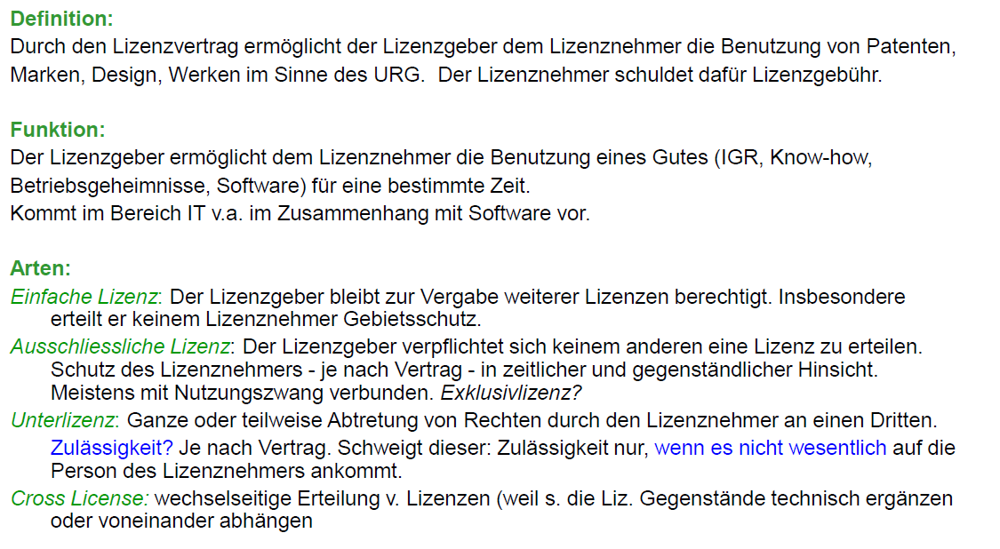 Definition:
Durch den Lizenzvertrag ermöglicht der Lizenzgeber dem Lizenznehmer die Benutzung von Patenten,
Marken, Design, Werken im Sinne des URG.  Der Lizenznehmer schuldet dafür Lizenzgebühr.
Funktion:
Der Lizenzgeber ermöglicht dem Lizenznehmer die Benutzung eines Gutes (IGR, Know-how,
Betriebsgeheimnisse, Software) für eine bestimmte Zeit.
Kommt im Bereich IT v.a. im Zusammenhang mit Software vor.
Arten:
Einfache Lizenz: Der Lizenzgeber bleibt zur Vergabe weiterer Lizenzen berechtigt. Insbesondere
erteilt er keinem Lizenznehmer Gebietsschutz.
Ausschliessliche Lizenz: Der Lizenzgeber verpflichtet sich keinem anderen eine Lizenz zu erteilen.
Schutz des Lizenznehmers - je nach Vertrag - in zeitlicher und gegenständlicher Hinsicht.
Meistens mit Nutzungszwang verbunden. Exklusivlizenz?
Unterlizenz: Ganze oder teilweise Abtretung von Rechten durch den Lizenznehmer an einen Dritten.
Zulässigkeit? Je nach Vertrag. Schweigt dieser: Zulässigkeit nur, wenn es nicht wesentlich auf die
Person des Lizenznehmers ankommt.
Cross License: wechselseitige Erteilung v. Lizenzen (weil s. die Liz. Gegenstände technisch ergänzen
oder voneinander abhängen